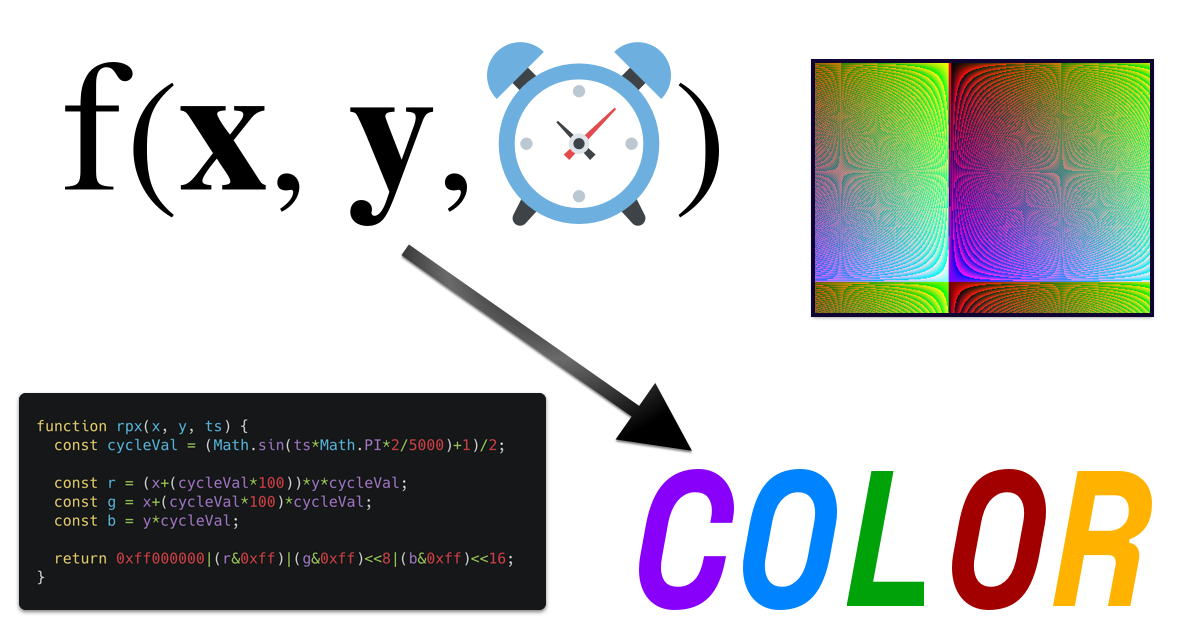 f(x, y, )
function rpx(x, y, ts) {
  const cycleVal = (Math.sin(ts*Math.PI*2/5000)+1)/2;
  const r = (x+(cycleVal*100))*y*cycleVal;
  const g = x+(cycleVal*100)*cycleVal;
  const b = y*cycleVal;
  return 0xff000000|(r&0xff)|(g&0xff)<<8|(b&0xff)<<16;
}
COLOR